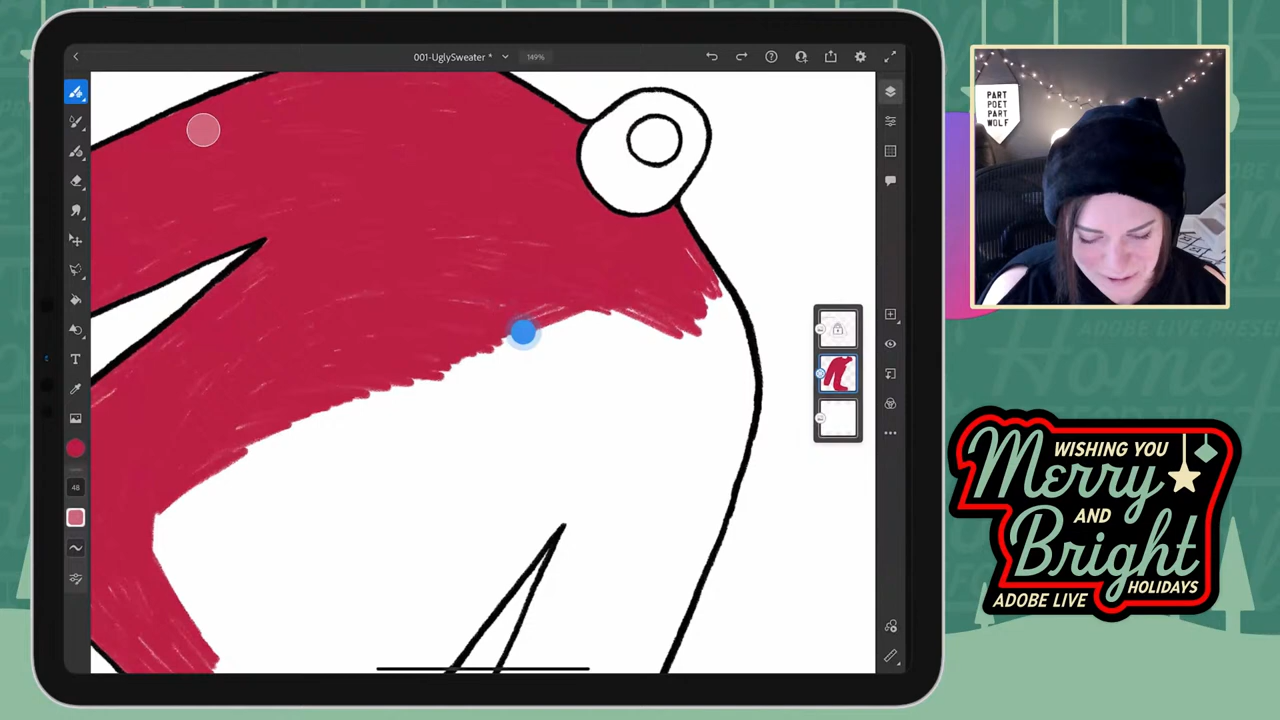 001-UglySweater *
149%
T
48
PART
POET
PART
WOLF
WISHING YOU
Merry
AND
Bright
HOLIDAYS
ADOBE LIVE